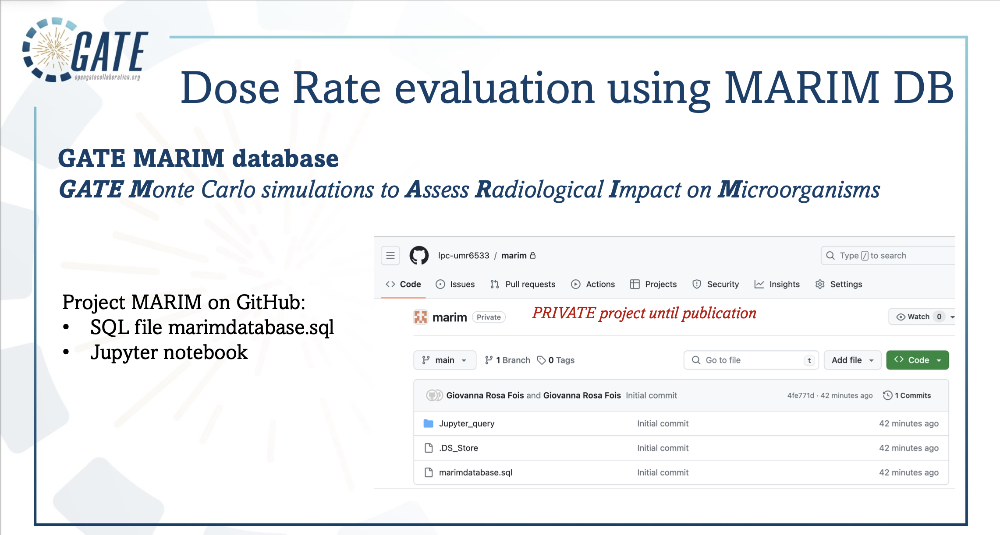 GATE
opengatecollaboration.org
Dose Rate evaluation using MARIM DB
GATE MARIM database
GATE Monte Carlo simulations to Assess Radiological Impact on Microorganisms
Project MARIM on GitHub:
• SQL file marimdatabase.sql
• Jupyter notebook
lpc-umr6533 / marim
Type / to search
Code Issues Pull requests Actions Projects Security Insights Settings
marim Private
PRIVATE project until publication
Watch 0
main 1 Branch 0 Tags
Go to file t
Add file
Code
Giovanna Rosa Fois and Giovanna Rosa Fois Initial commit 4fe771d · 42 minutes ago 1 Commits
Jupyter_query Initial commit 42 minutes ago
.DS_Store Initial commit 42 minutes ago
marimdatabase.sql Initial commit 42 minutes ago